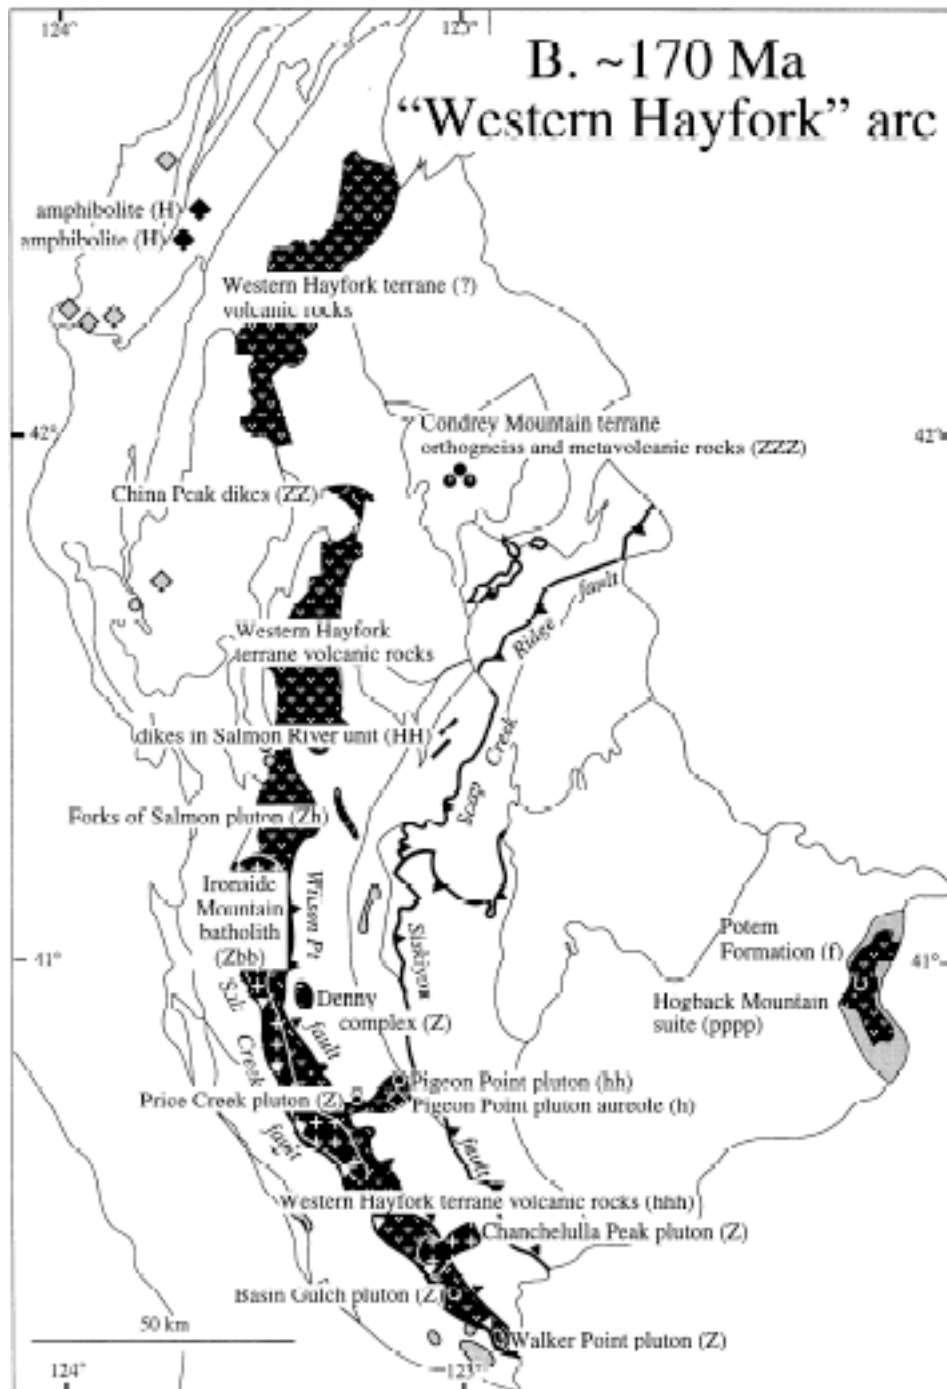 124°
123°
B. ~170 Ma
“Western Hayfork” arc
amphibolite (H)
amphibolite (H)
Western Hayfork terrane (?)
volcanic rocks
Condrey Mountain terrane
orthogneiss and metavolcanic rocks (ZZZ)
42°
42°
China Peak dikes (ZZ)
Ridge fault
Western Hayfork
terrane volcanic rocks
dikes in Salmon River unit (HH)
Creek
Forks of Salmon pluton (Zh)
Ironside
Mountain
batholith
(Zbb)
Wilson Pt
fault
Siskiyou
fault
Potem
Formation (f)
41°
41°
Hogback Mountain
suite (pppp)
Denny
complex (Z)
Salt
Creek
fault
Pigeon Point pluton (hh)
Pigeon Point pluton aureole (h)
Price Creek pluton (Z)
Western Hayfork terrane volcanic rocks (hhh)
Chanchelulla Peak pluton (Z)
Basin Gulch pluton (Z)
50 km
Walker Point pluton (Z)
124°
123°